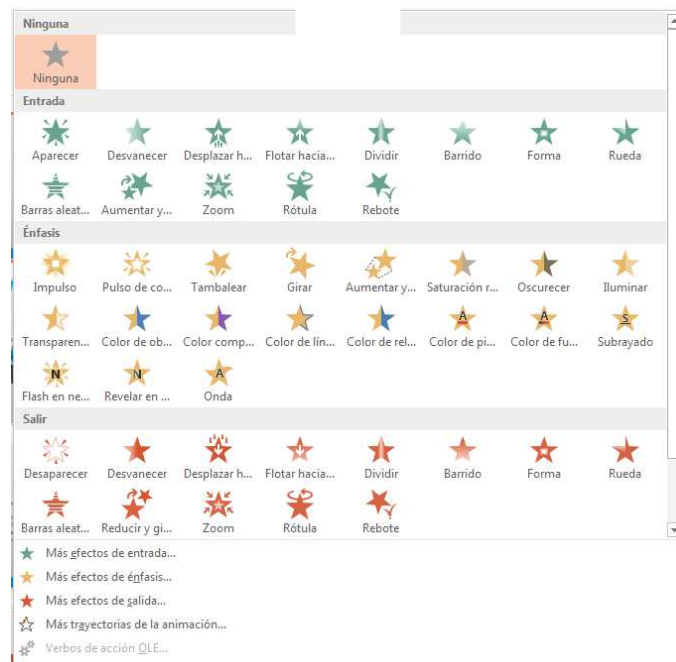 Ninguna
Ninguna
Entrada
Aparecer Desvanecer Desplazar h... Flotar hacia... Dividir Barrido Forma Rueda
Barras aleat... Aumentar y... Zoom Rótula Rebote
Énfasis
Impulso Pulso de co... Tambalear Girar Aumentar y... Saturación r... Oscurecer Iluminar
Transparen... Color de ob... Color comp... Color de lín... Color de rel... Color de pi... Color de fu... Subrayado
A A S
N N A
Flash en ne... Revelar en ... Onda
Salir
Desaparecer Desvanecer Desplazar h... Flotar hacia... Dividir Barrido Forma Rueda
Barras aleat... Reducir y gi... Zoom Rótula Rebote
Más efectos de entrada...
Más efectos de énfasis...
Más efectos de salida...
Más trayectorias de la animación...
Verbos de acción OLE...